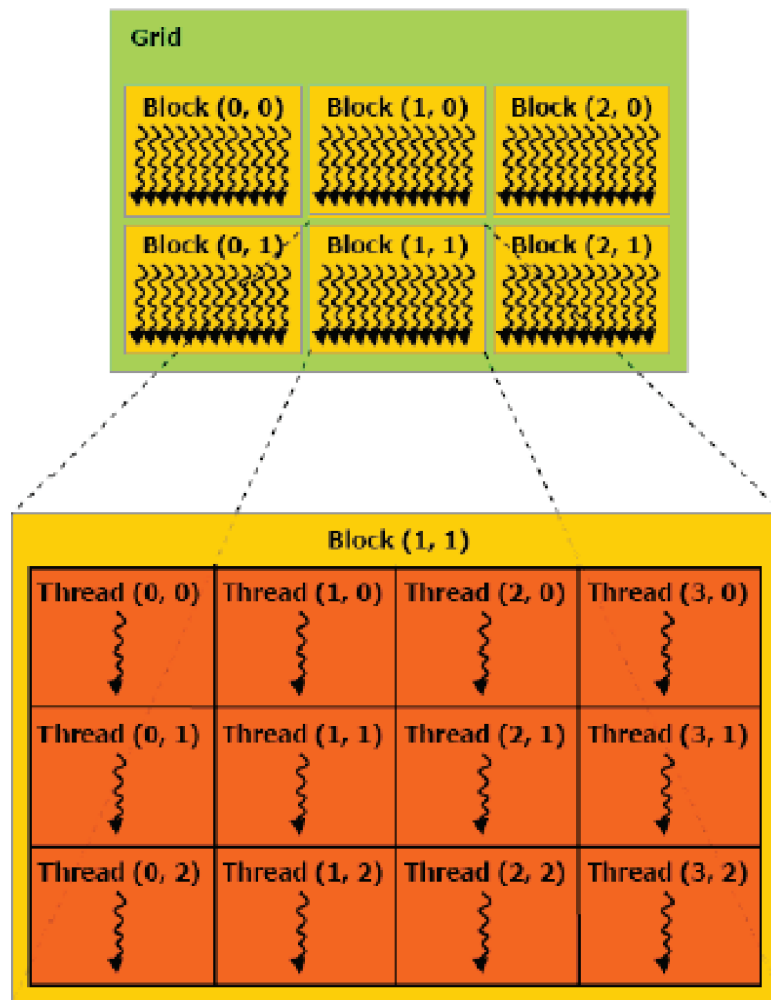 Grid
Block (0, 0) Block (1, 0) Block (2, 0)
Block (0, 1) Block (1, 1) Block (2, 1)
Block (1, 1)
Thread (0, 0) Thread (1, 0) Thread (2, 0) Thread (3, 0)
Thread (0, 1) Thread (1, 1) Thread (2, 1) Thread (3, 1)
Thread (0, 2) Thread (1, 2) Thread (2, 2) Thread (3, 2)